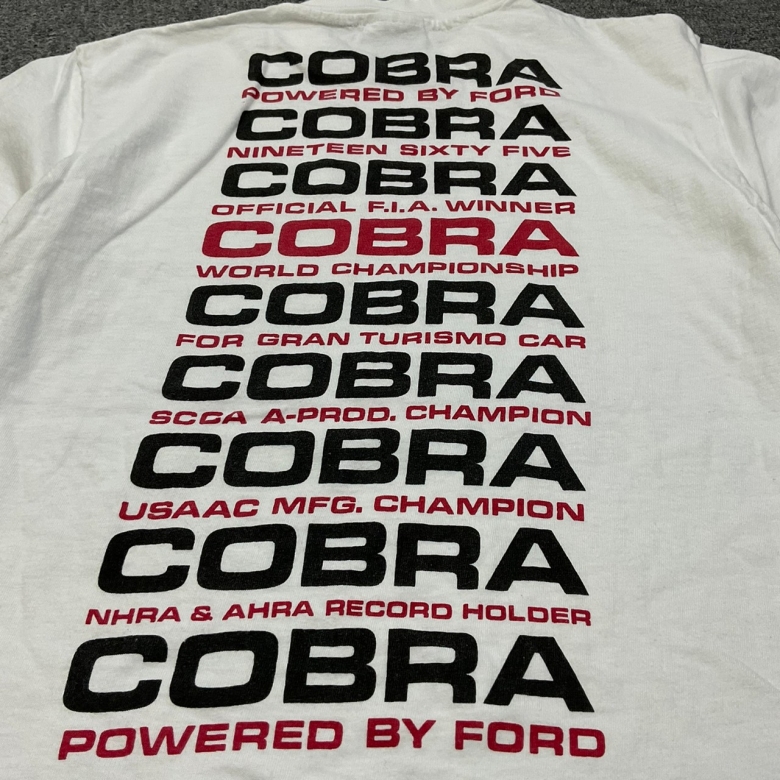 COBRA
POWERED BY FORD
COBRA
NINETEEN SIXTY FIVE
COBRA
OFFICIAL F.I.A. WINNER
COBRA
WORLD CHAMPIONSHIP
COBRA
FOR GRAN TURISMO CAR
COBRA
SCCA A-PROD. CHAMPION
COBRA
USAAC MFG. CHAMPION
COBRA
NHRA & AHRA RECORD HOLDER
COBRA
POWERED BY FORD